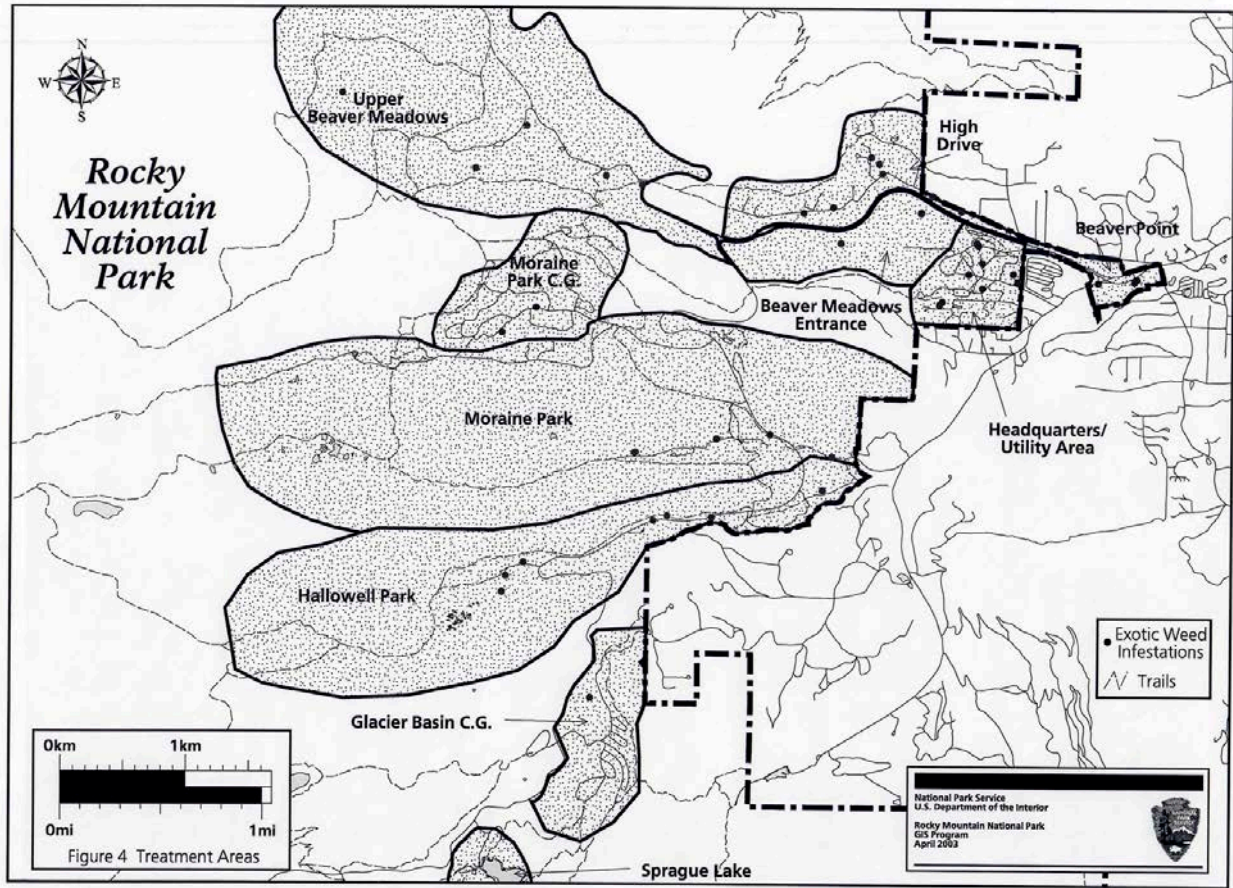 N
W
E
S
Rocky
Mountain
National
Park
Upper
Beaver Meadows
High
Drive
Beaver Point
Moraine
Park C.G.
Beaver Meadows
Entrance
Moraine Park
Headquarters/
Utility Area
Hallowell Park
Exotic Weed
Infestations
Trails
Glacier Basin C.G.
0km
1km
0mi
1mi
Figure 4 Treatment Areas
Sprague Lake
National Park Service
U.S. Department of the Interior
Rocky Mountain National Park
GIS Program
April 2003